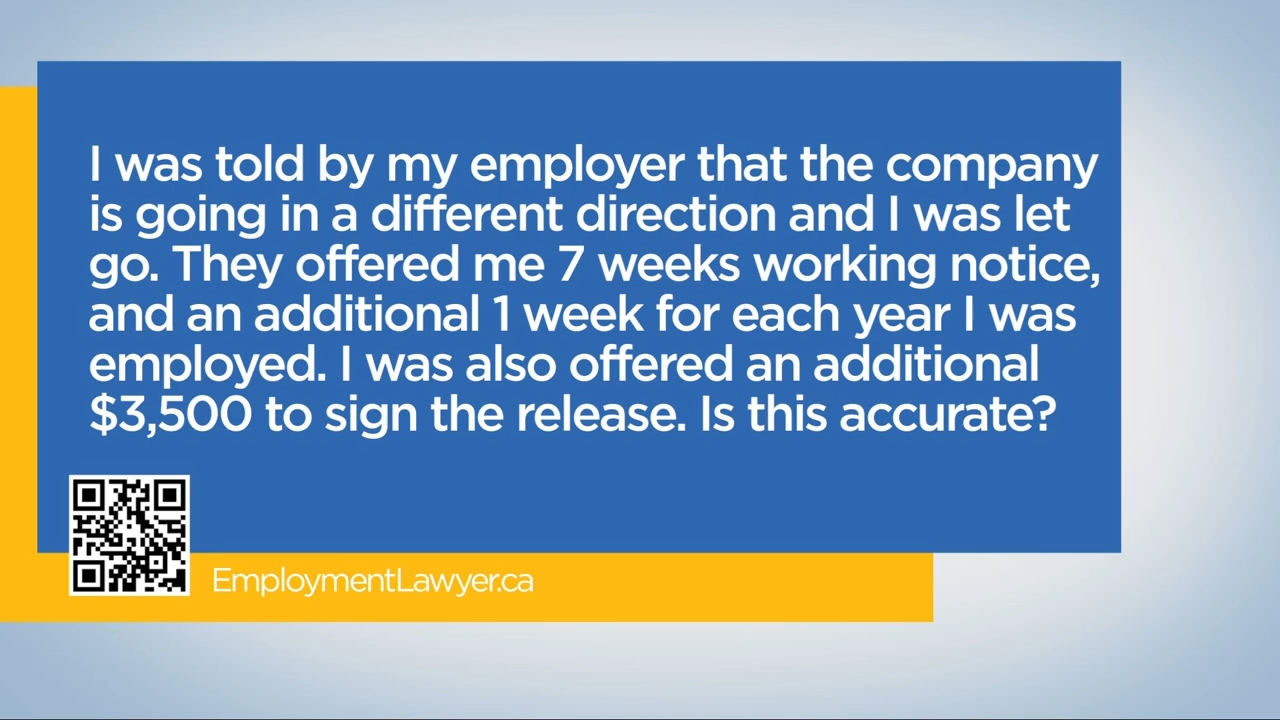 I was told by my employer that the company
is going in a different direction and I was let
go. They offered me 7 weeks working notice,
and an additional 1 week for each year I was
employed. I was also offered an additional
$3,500 to sign the release. Is this accurate?
EmploymentLawyer.ca